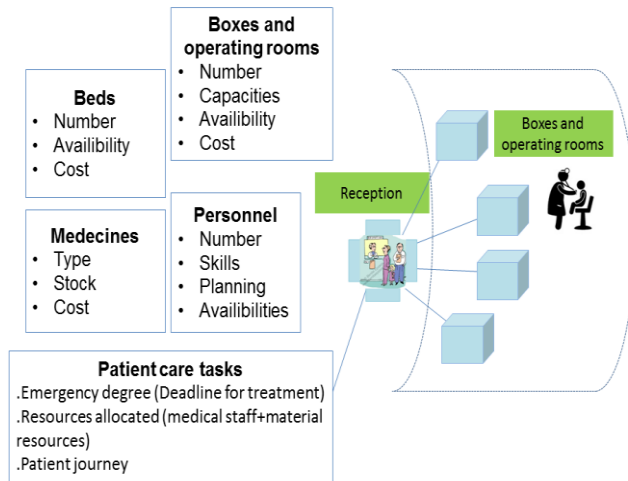 Boxes and
operating rooms
• Number
• Capacities
• Availibility
• Cost
Beds
• Number
• Availibility
• Cost
Boxes and
operating rooms
Reception
Personnel
• Number
• Skills
• Planning
• Availibilities
Medecines
• Type
• Stock
• Cost
Patient care tasks
.Emergency degree (Deadline for treatment)
.Resources allocated (medical staff+material
resources)
.Patient journey